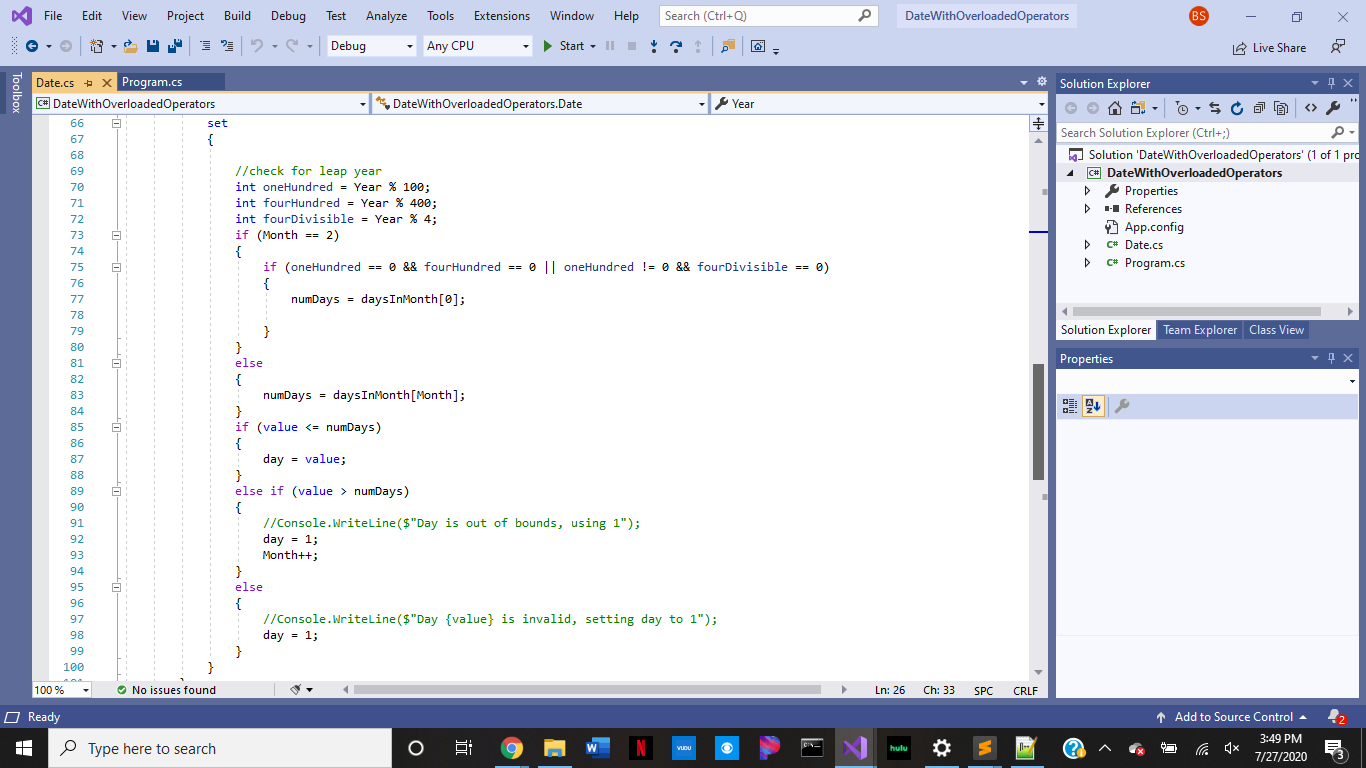 File Edit View Project Build Debug Test Analyze Tools Extensions Window Help Search (Ctrl+Q) DateWithOverloadedOperators BS
Debug Any CPU Start Live Share
Toolbox
Date.cs Program.cs
C# DateWithOverloadedOperators DateWithOverloadedOperators.Date Year
66 set
67 {
68
69 //check for leap year
70 int oneHundred = Year % 100;
71 int fourHundred = Year % 400;
72 int fourDivisible = Year % 4;
73 if (Month == 2)
74 {
75 if (oneHundred == 0 && fourHundred == 0 || oneHundred != 0 && fourDivisible == 0)
76 {
77 numDays = daysInMonth[0];
78
79 }
80 }
81 else
82 {
83 numDays = daysInMonth[Month];
84 }
85 if (value <= numDays)
86 {
87 day = value;
88 }
89 else if (value > numDays)
90 {
91 //Console.WriteLine($"Day is out of bounds, using 1");
92 day = 1;
93 Month++;
94 }
95 else
96 {
97 //Console.WriteLine($"Day {value} is invalid, setting day to 1");
98 day = 1;
99 }
100 }
100 % No issues found Ln: 26 Ch: 33 SPC CRLF
Solution Explorer
Search Solution Explorer (Ctrl+;)
Solution 'DateWithOverloadedOperators' (1 of 1 pro
C# DateWithOverloadedOperators
Properties
References
App.config
C# Date.cs
C# Program.cs
Solution Explorer Team Explorer Class View
Properties
Ready Add to Source Control 2
Type here to search
W N VUDU hulu
3:49 PM
7/27/2020
3